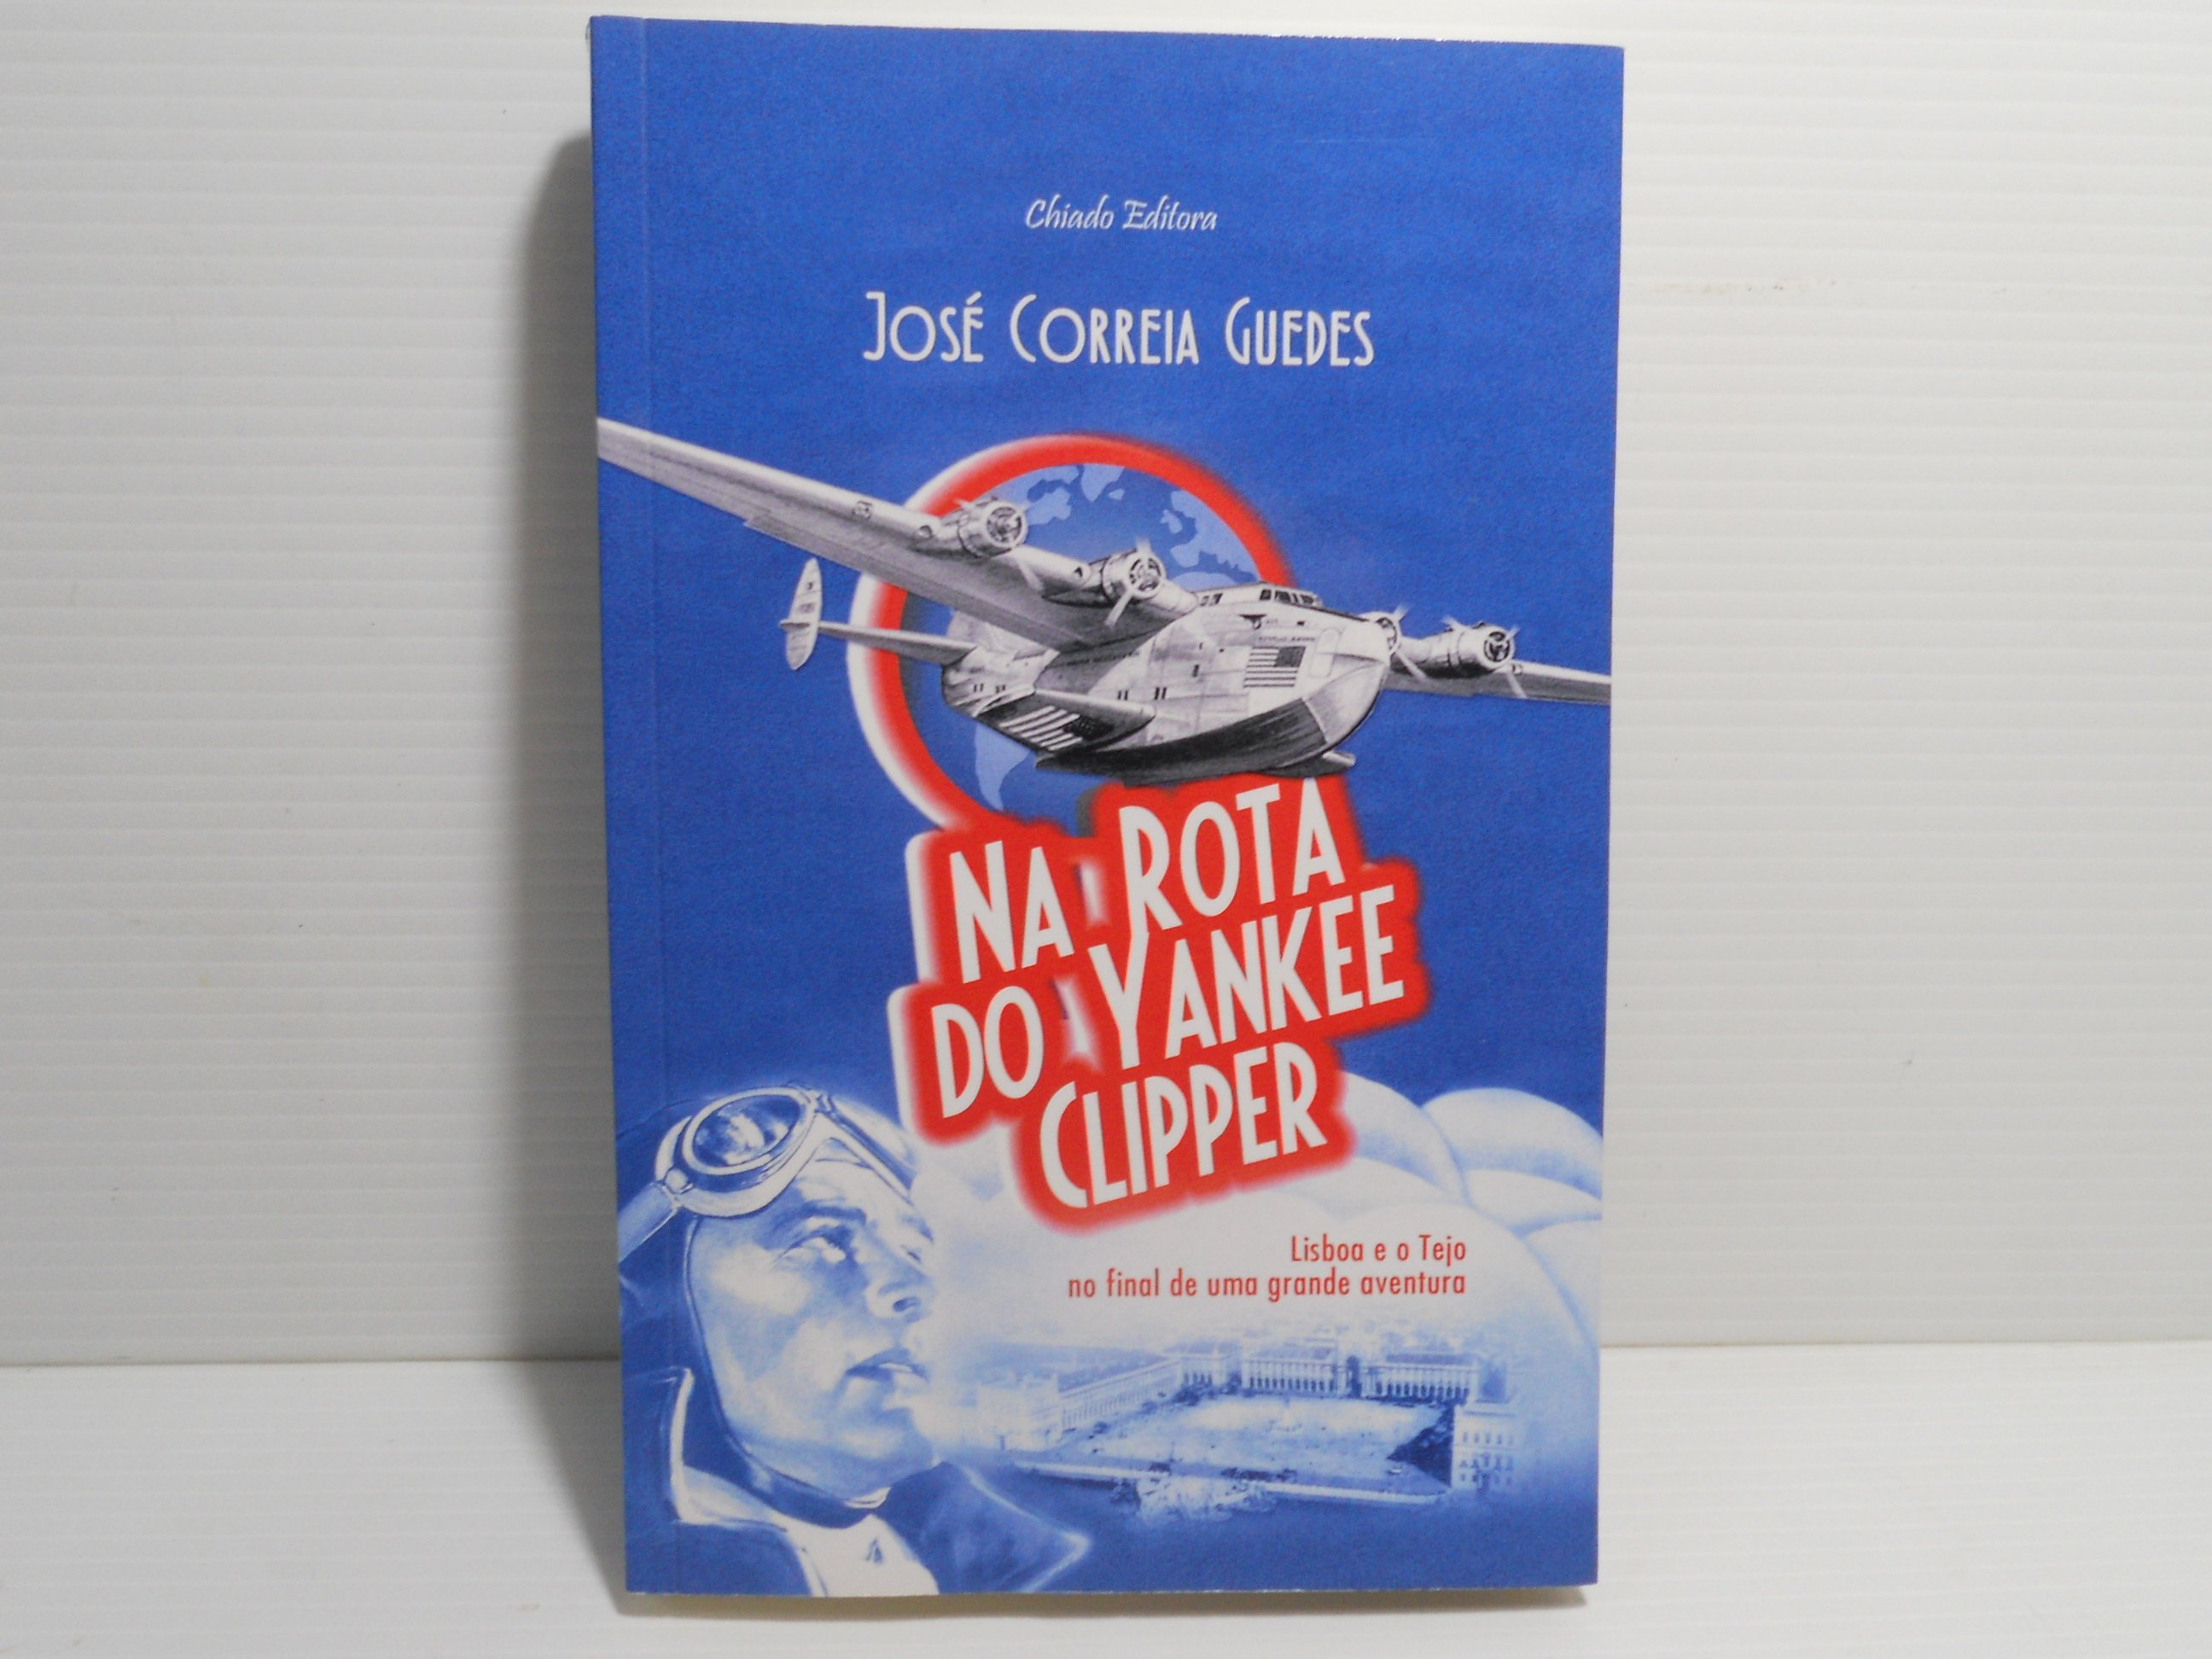 Chiado Editora
JOSÉ CORREIA GUEDES
NA ROTA
DO YANKEE
CLIPPER
Lisboa e o Tejo
no final de uma grande aventura